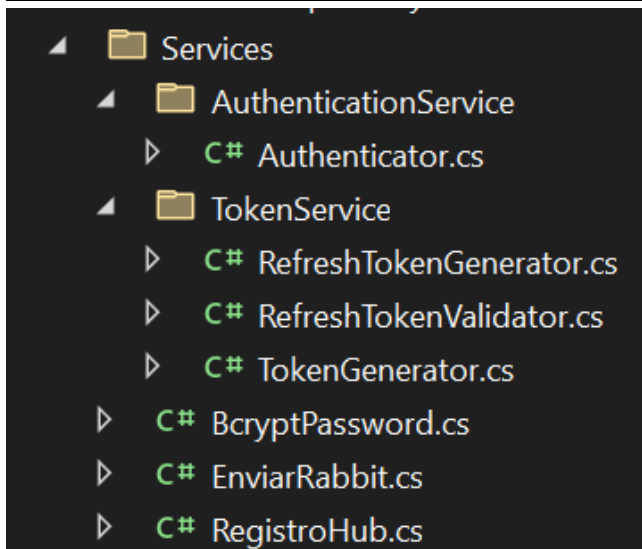 Services
AuthenticationService
C# Authenticator.cs
TokenService
C# RefreshTokenGenerator.cs
C# RefreshTokenValidator.cs
C# TokenGenerator.cs
C# BcryptPassword.cs
C# EnviarRabbit.cs
C# RegistroHub.cs